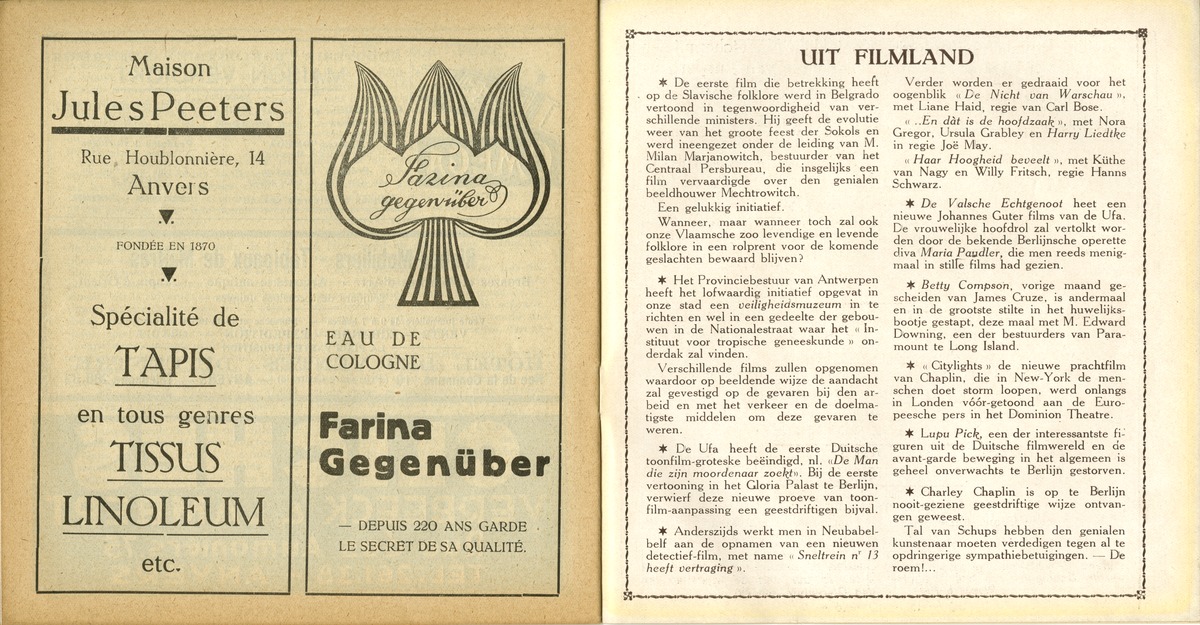 Maison
Jules Peeters
Rue Houblonnière, 14
Anvers
FONDÉE EN 1870
Spécialité de
TAPIS
en tous genres
TISSUS
LINOLEUM
etc.
Farina
gegenüber
EAU DE
COLOGNE
Farina
Gegenüber
— DEPUIS 220 ANS GARDE
LE SECRET DE SA QUALITÉ.
UIT FILMLAND
✶ De eerste film die betrekking heeft
op de Slavische folklore werd in Belgrado
vertoond in tegenwoordigheid van ver-
schillende ministers. Hij geeft de evolutie
weer van het groote feest der Sokols en
werd ineengezet onder de leiding van M.
Milan Marjanowitch, bestuurder van het
Centraal Persbureau, die insgelijks een
film vervaardigde over den genialen
beeldhouwer Mechtrowitch.
Een gelukkig initiatief.
Wanneer, maar wanneer toch zal ook
onze Vlaamsche zoo levendige en levende
folklore in een rolprent voor de komende
geslachten bewaard blijven?
✶ Het Provinciebestuur van Antwerpen
heeft het lofwaardig initiatief opgevat in
onze stad een veiligheidsmuzeum in te
richten en wel in een gedeelte der gebou-
wen in de Nationalestraat waar het « In-
stituut voor tropische geneeskunde » on-
derdak zal vinden.
Verschillende films zullen opgenomen
waardoor op beeldende wijze de aandacht
zal gevestigd op de gevaren bij den ar-
beid en met het verkeer en de doelma-
tigste middelen om deze gevaren te
weren.
✶ De Ufa heeft de eerste Duitsche
toonfilm-groteske beëindigd, nl. «De Man
die zijn moordenaar zoekt». Bij de eerste
vertooning in het Gloria Palast te Berlijn,
verwierf deze nieuwe proeve van toon-
film-aanpassing een geestdriftigen bijval.
✶ Anderszijds werkt men in Neubabel-
belf aan de opnamen van een nieuwen
detectief-film, met name « Sneltrein nr 13
heeft vertraging ».
Verder worden er gedraaid voor het
oogenblik « De Nicht van Warschau »,
met Liane Haid, regie van Carl Bose.
« ..En dàt is de hoofdzaak », met Nora
Gregor, Ursula Grabley en Harry Liedtke
in regie Joë May.
« Haar Hoogheid beveelt », met Küthe
van Nagy en Willy Fritsch, regie Hanns
Schwarz.
✶ De Valsche Echtgenoot heet een
nieuwe Johannes Guter films van de Ufa.
De vrouwelijke hoofdrol zal vertolkt wor-
den door de bekende Berlijnsche operette
diva Maria Paudler, die men reeds menig-
maal in stille films had gezien.
✶ Betty Compson, vorige maand ge-
scheiden van James Cruze, is andermaal
en in de grootste stilte in het huwelijks-
bootje gestapt, deze maal met M. Edward
Downing, een der bestuurders van Para-
mount te Long Island.
✶ « Citylights » de nieuwe prachtfilm
van Chaplin, die in New-York de men-
schen doet storm loopen, werd onlangs
in Londen vóór-getoond aan de Euro-
peesche pers in het Dominion Theatre.
✶ Lupu Pick, een der interessantste fi-
guren uit de Duitsche filmwereld en de
avant-garde beweging in het algemeen is
geheel onverwachts te Berlijn gestorven.
✶ Charley Chaplin is op te Berlijn
nooit-geziene geestdriftige wijze ontvan-
gen geweest.
Tal van Schups hebben den genialen
kunstenaar moeten verdedigen tegen al te
opdringerige sympathiebetuigingen. — De
roem!...